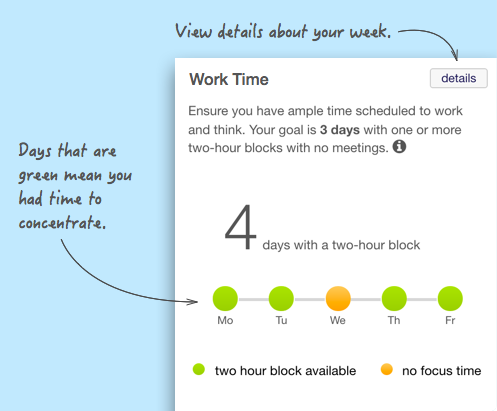 View details about your week.
Work Time
details
Ensure you have ample time scheduled to work
and think. Your goal is 3 days with one or more
two-hour blocks with no meetings.
Days that are
green mean you
had time to
concentrate.
4 days with a two-hour block
Mo Tu We Th Fr
two hour block available no focus time